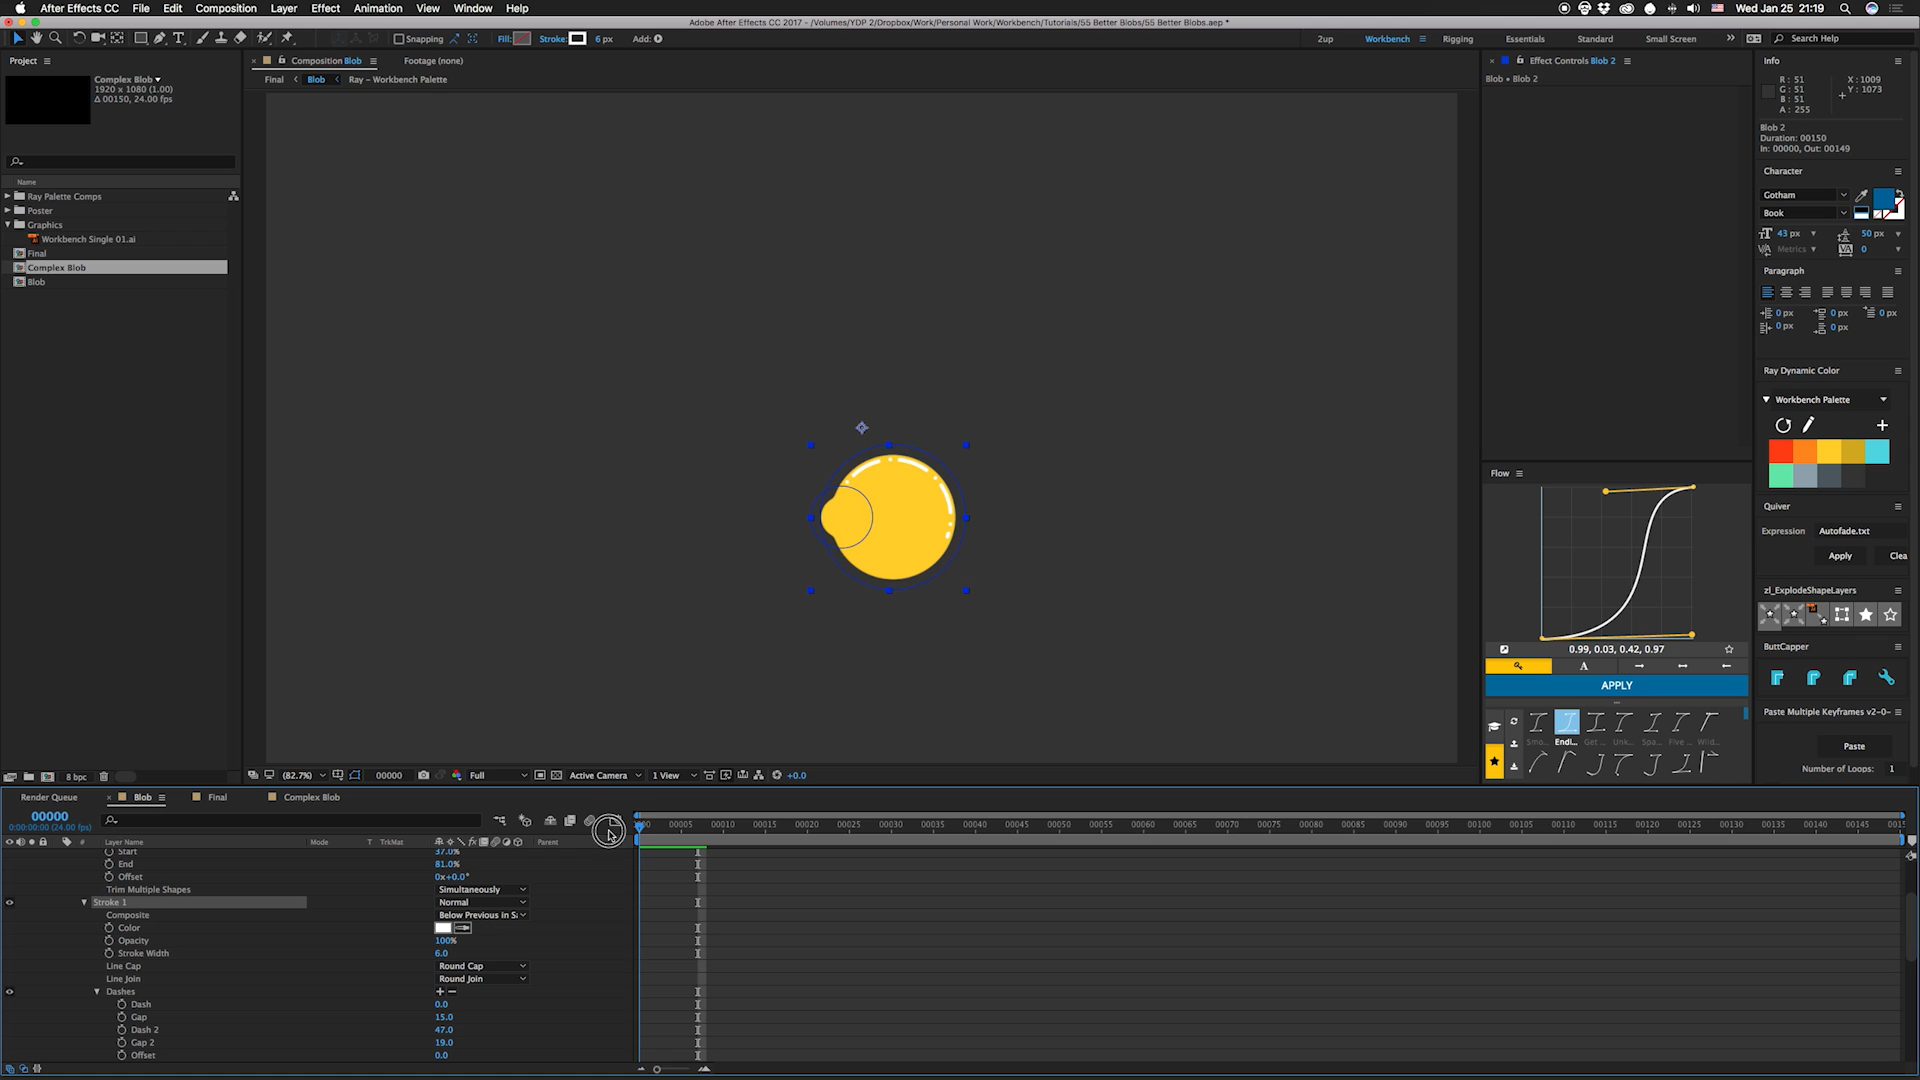 After Effects CC File Edit Composition Layer Effect Animation View Window Help Wed Jan 25 21:19
Adobe After Effects CC 2017 - /Volumes/YDP 2/Dropbox/Work/Personal Work/Workbench/Tutorials/55 Better Blobs/55 Better Blobs.aep *
Snapping Fill: Stroke: 6 px Add: 2up Workbench Rigging Essentials Standard Small Screen Search Help
Project Composition Blob Footage (none) Effect Controls Blob 2 Info
Final Blob Ray – Workbench Palette Blob • Blob 2
Complex Blob
1920 x 1080 (1.00)
Δ 00150, 24.00 fps
R: 51 X: 1009
G: 51 Y: 1073
B: 51
A: 255
Blob 2
Duration: 00150
In: 00000, Out: 00149
Name
Ray Palette Comps
Poster
Graphics
Workbench Single 01.ai
Final
Complex Blob
Blob
Character
Gotham
Book
43 px 50 px
Metrics 0
Paragraph
0 px 0 px 0 px
0 px 0 px
Ray Dynamic Color
Workbench Palette
Flow
Quiver
Expression Autofade.txt
Apply Clea
zl_ExplodeShapeLayers
0.99, 0.03, 0.42, 0.97
A
APPLY
ButtCapper
Paste Multiple Keyframes v2-0-
Paste
Number of Loops: 1
Smo... Endi... Get ... Unk... Spa... Five ... Wild...
8 bpc (82.7%) 00000 Full Active Camera 1 View +0.0
Render Queue Blob Final Complex Blob
00000
0:00:00:00 (24.00 fps)
00005 00010 00015 00020 00025 00030 00035 00040 00045 00050 00055 00060 00065 00070 00075 00080 00085 00090 00095 00100 00105 00110 00115 00120 00125 00130 00135 00140 00145
# Layer Name Mode T TrkMat Parent
Start 37.0%
End 81.0%
Offset 0x+0.0°
Trim Multiple Shapes Simultaneously
Stroke 1 Normal
Composite Below Previous in Sa
Color
Opacity 100%
Stroke Width 6.0
Line Cap Round Cap
Line Join Round Join
Dashes + −
Dash 0.0
Gap 15.0
Dash 2 47.0
Gap 2 19.0
Offset 0.0